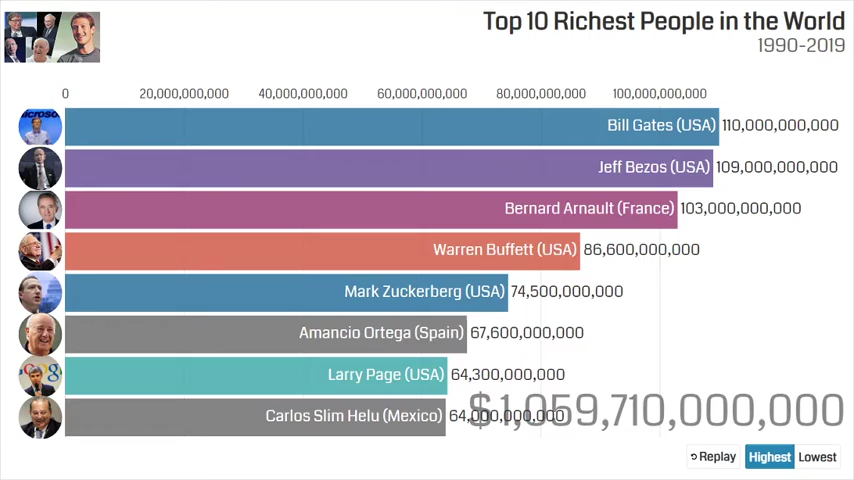 Top 10 Richest People in the World
1990-2019
0 20,000,000,000 40,000,000,000 60,000,000,000 80,000,000,000 100,000,000,000
Bill Gates (USA) 110,000,000,000
Jeff Bezos (USA) 109,000,000,000
Bernard Arnault (France) 103,000,000,000
Warren Buffett (USA) 86,600,000,000
Mark Zuckerberg (USA) 74,500,000,000
Amancio Ortega (Spain) 67,600,000,000
Larry Page (USA) 64,300,000,000
Carlos Slim Helu (Mexico) 64,000,000,000
$ 1,059,710,000,000
Replay Highest Lowest